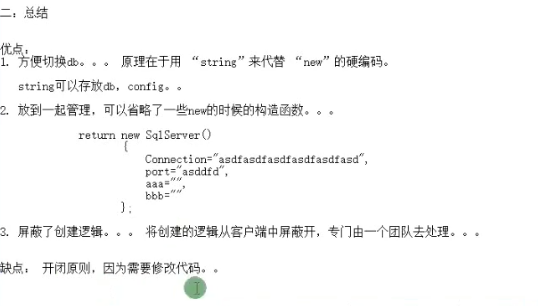 二：总结
优点：
1. 方便切换db。。。 原理在于用 “string”来代替 “new”的硬编码。
string可以存放db，config。。
2. 放到一起管理，可以省略了一些new的时候的构造函数。。。
return new SqlServer()
{
Connection="asdfasdfasdfasdfasdfasd",
port="asddfd",
aaa="",
bbb=""
};
3. 屏蔽了创建逻辑。。。 将创建的逻辑从客户端中屏蔽开，专门由一个团队去处理。。。
缺点： 开闭原则，因为需要修改代码。。